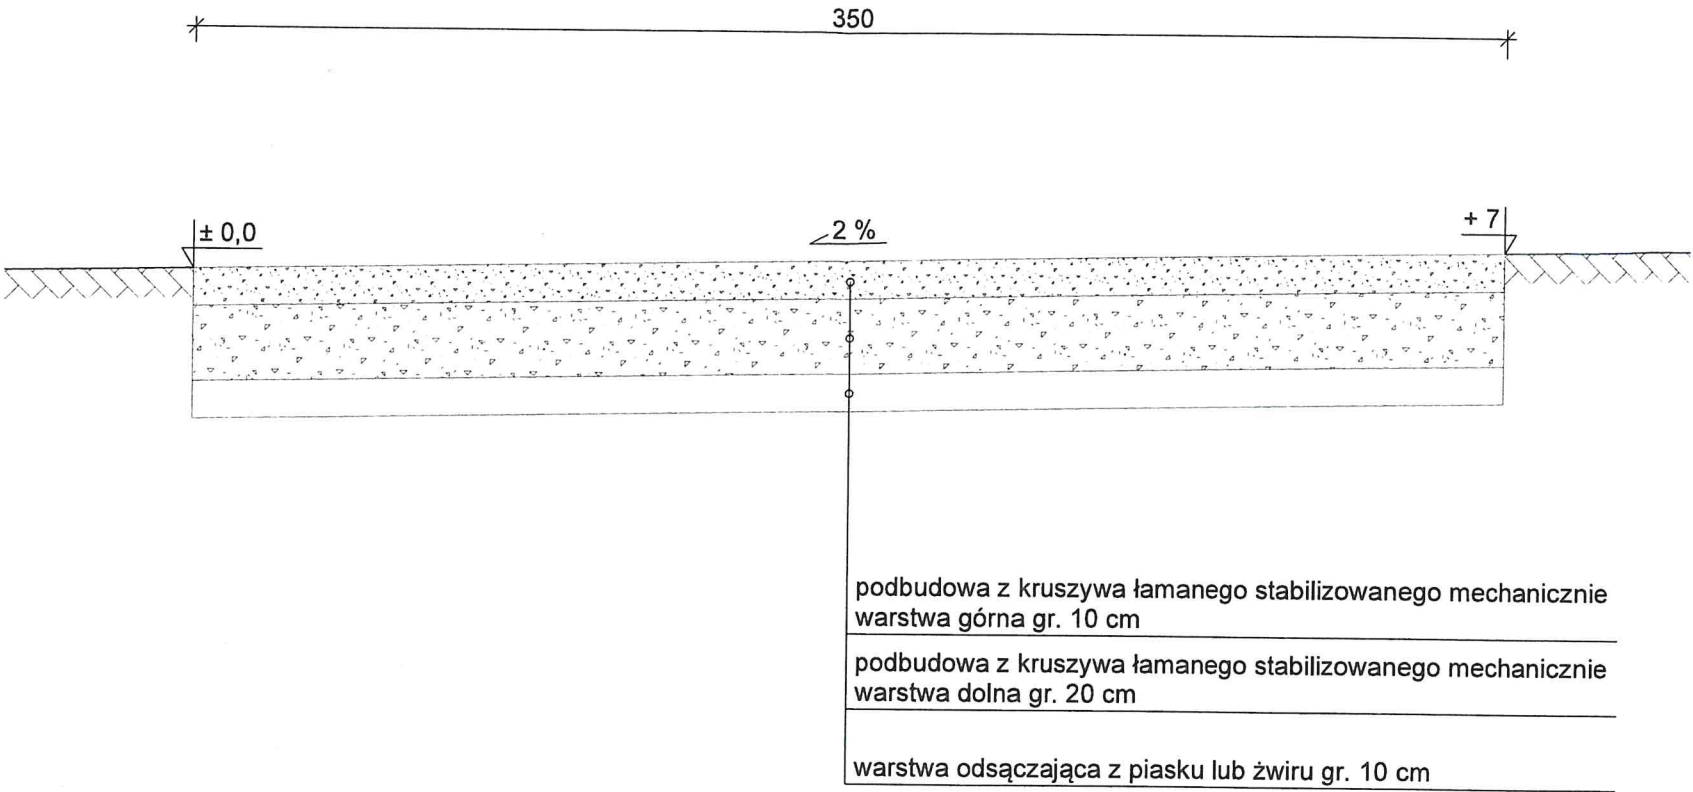 350
± 0,0
2 %
+ 7
podbudowa z kruszywa łamanego stabilizowanego mechanicznie
warstwa górna gr. 10 cm
podbudowa z kruszywa łamanego stabilizowanego mechanicznie
warstwa dolna gr. 20 cm
warstwa odsączająca z piasku lub żwiru gr. 10 cm